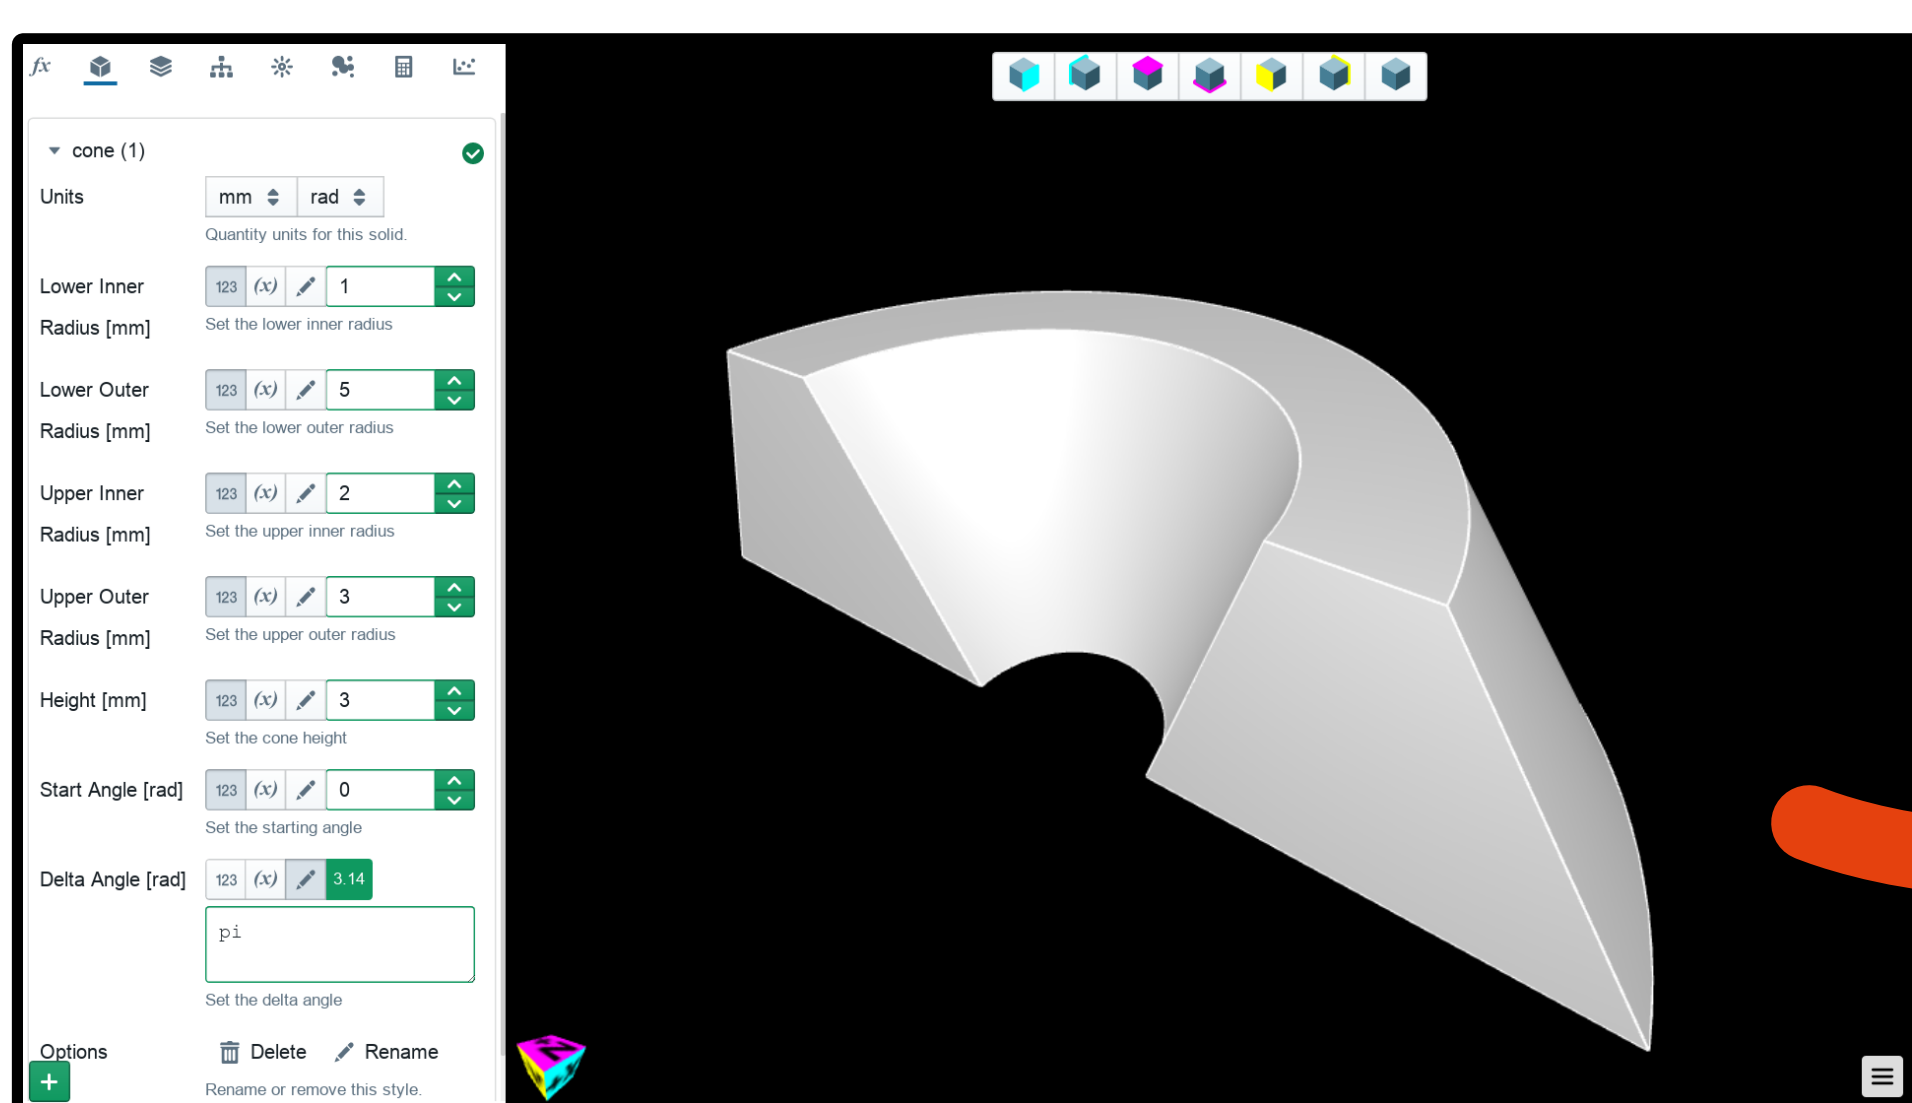 fx
cone (1)
Units
mm rad
Quantity units for this solid.
Lower Inner
Radius [mm]
123 (x) 1
Set the lower inner radius
Lower Outer
Radius [mm]
123 (x) 5
Set the lower outer radius
Upper Inner
Radius [mm]
123 (x) 2
Set the upper inner radius
Upper Outer
Radius [mm]
123 (x) 3
Set the upper outer radius
Height [mm]
123 (x) 3
Set the cone height
Start Angle [rad]
123 (x) 0
Set the starting angle
Delta Angle [rad]
123 (x) 3.14
pi
Set the delta angle
Options
Delete Rename
Rename or remove this style.